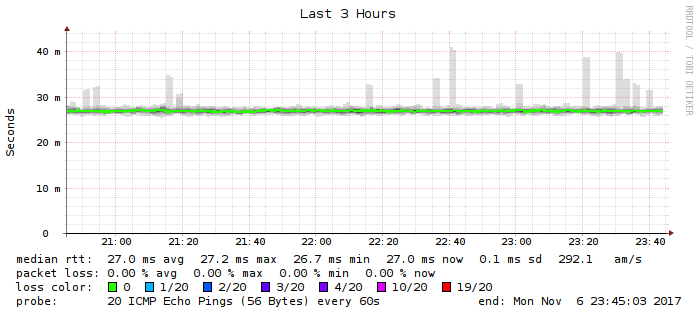 Last 3 Hours
RRDTOOL / TOBI OETIKER
Seconds
40 m
30 m
20 m
10 m
0
21:00 21:20 21:40 22:00 22:20 22:40 23:00 23:20 23:40
median rtt: 27.0 ms avg 27.2 ms max 26.7 ms min 27.0 ms now 0.1 ms sd 292.1 am/s
packet loss: 0.00 % avg 0.00 % max 0.00 % min 0.00 % now
loss color: 0 1/20 2/20 3/20 4/20 10/20 19/20
probe: 20 ICMP Echo Pings (56 Bytes) every 60s end: Mon Nov 6 23:45:03 2017